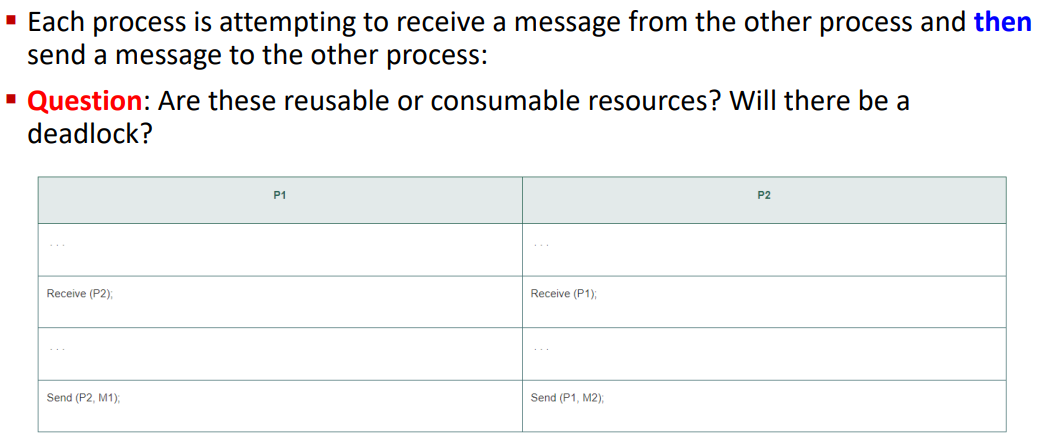 Each process is attempting to receive a message from the other process and then
send a message to the other process:
Question: Are these reusable or consumable resources? Will there be a
deadlock?
P1 P2
. . . . . .
Receive (P2); Receive (P1);
. . . . . .
Send (P2, M1); Send (P1, M2);